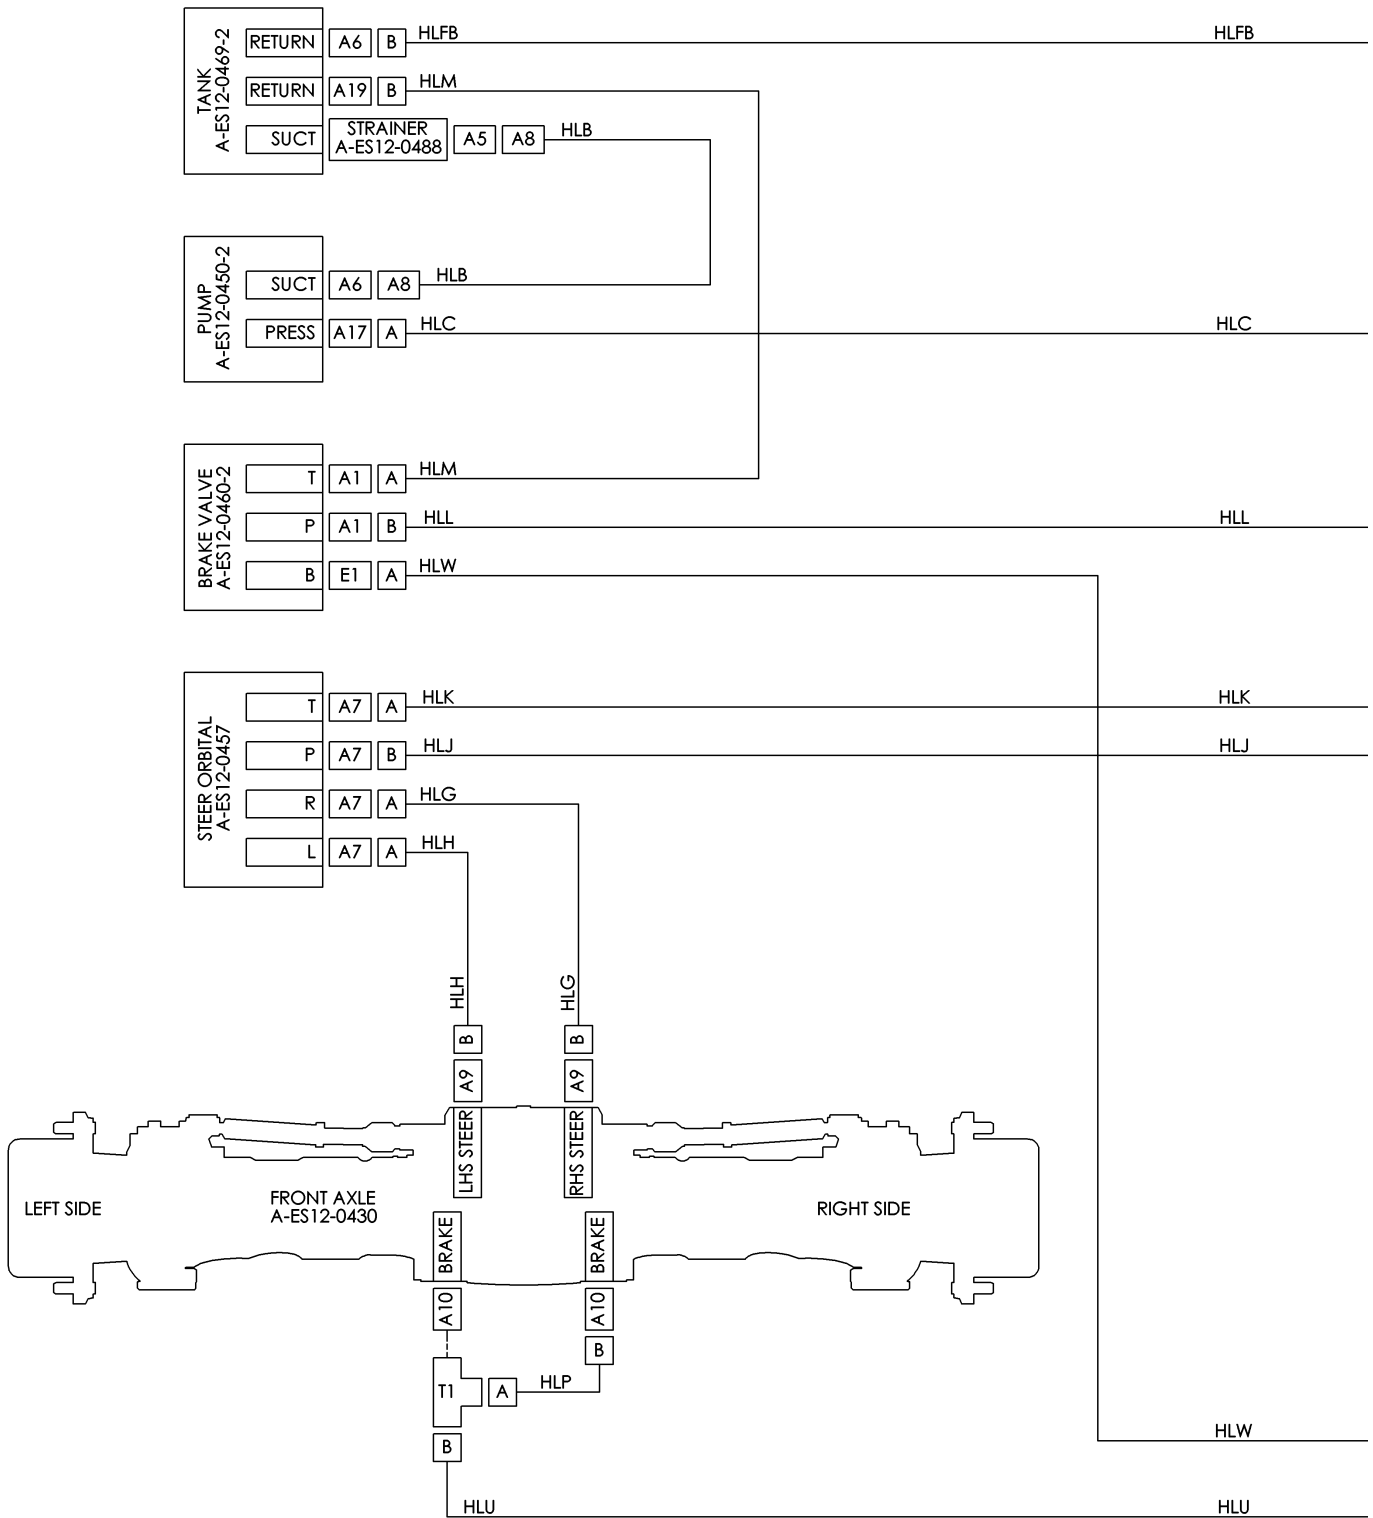 TANK
A-ES12-0469-2
RETURN A6 B HLFB HLFB
RETURN A19 B HLM
SUCT STRAINER
A-ES12-0488 A5 A8 HLB
PUMP
A-ES12-0450-2
SUCT A6 A8 HLB
PRESS A17 A HLC HLC
BRAKE VALVE
A-ES12-0460-2
T A1 A HLM
P A1 B HLL HLL
B E1 A HLW
STEER ORBITAL
A-ES12-0457
T A7 A HLK HLK
P A7 B HLJ HLJ
R A7 A HLG
L A7 A HLH
HLH HLG
B B
A9 A9
LHS STEER RHS STEER
LEFT SIDE
FRONT AXLE
A-ES12-0430
RIGHT SIDE
BRAKE BRAKE
A10 A10
B
T1 A HLP
B
HLW
HLU HLU